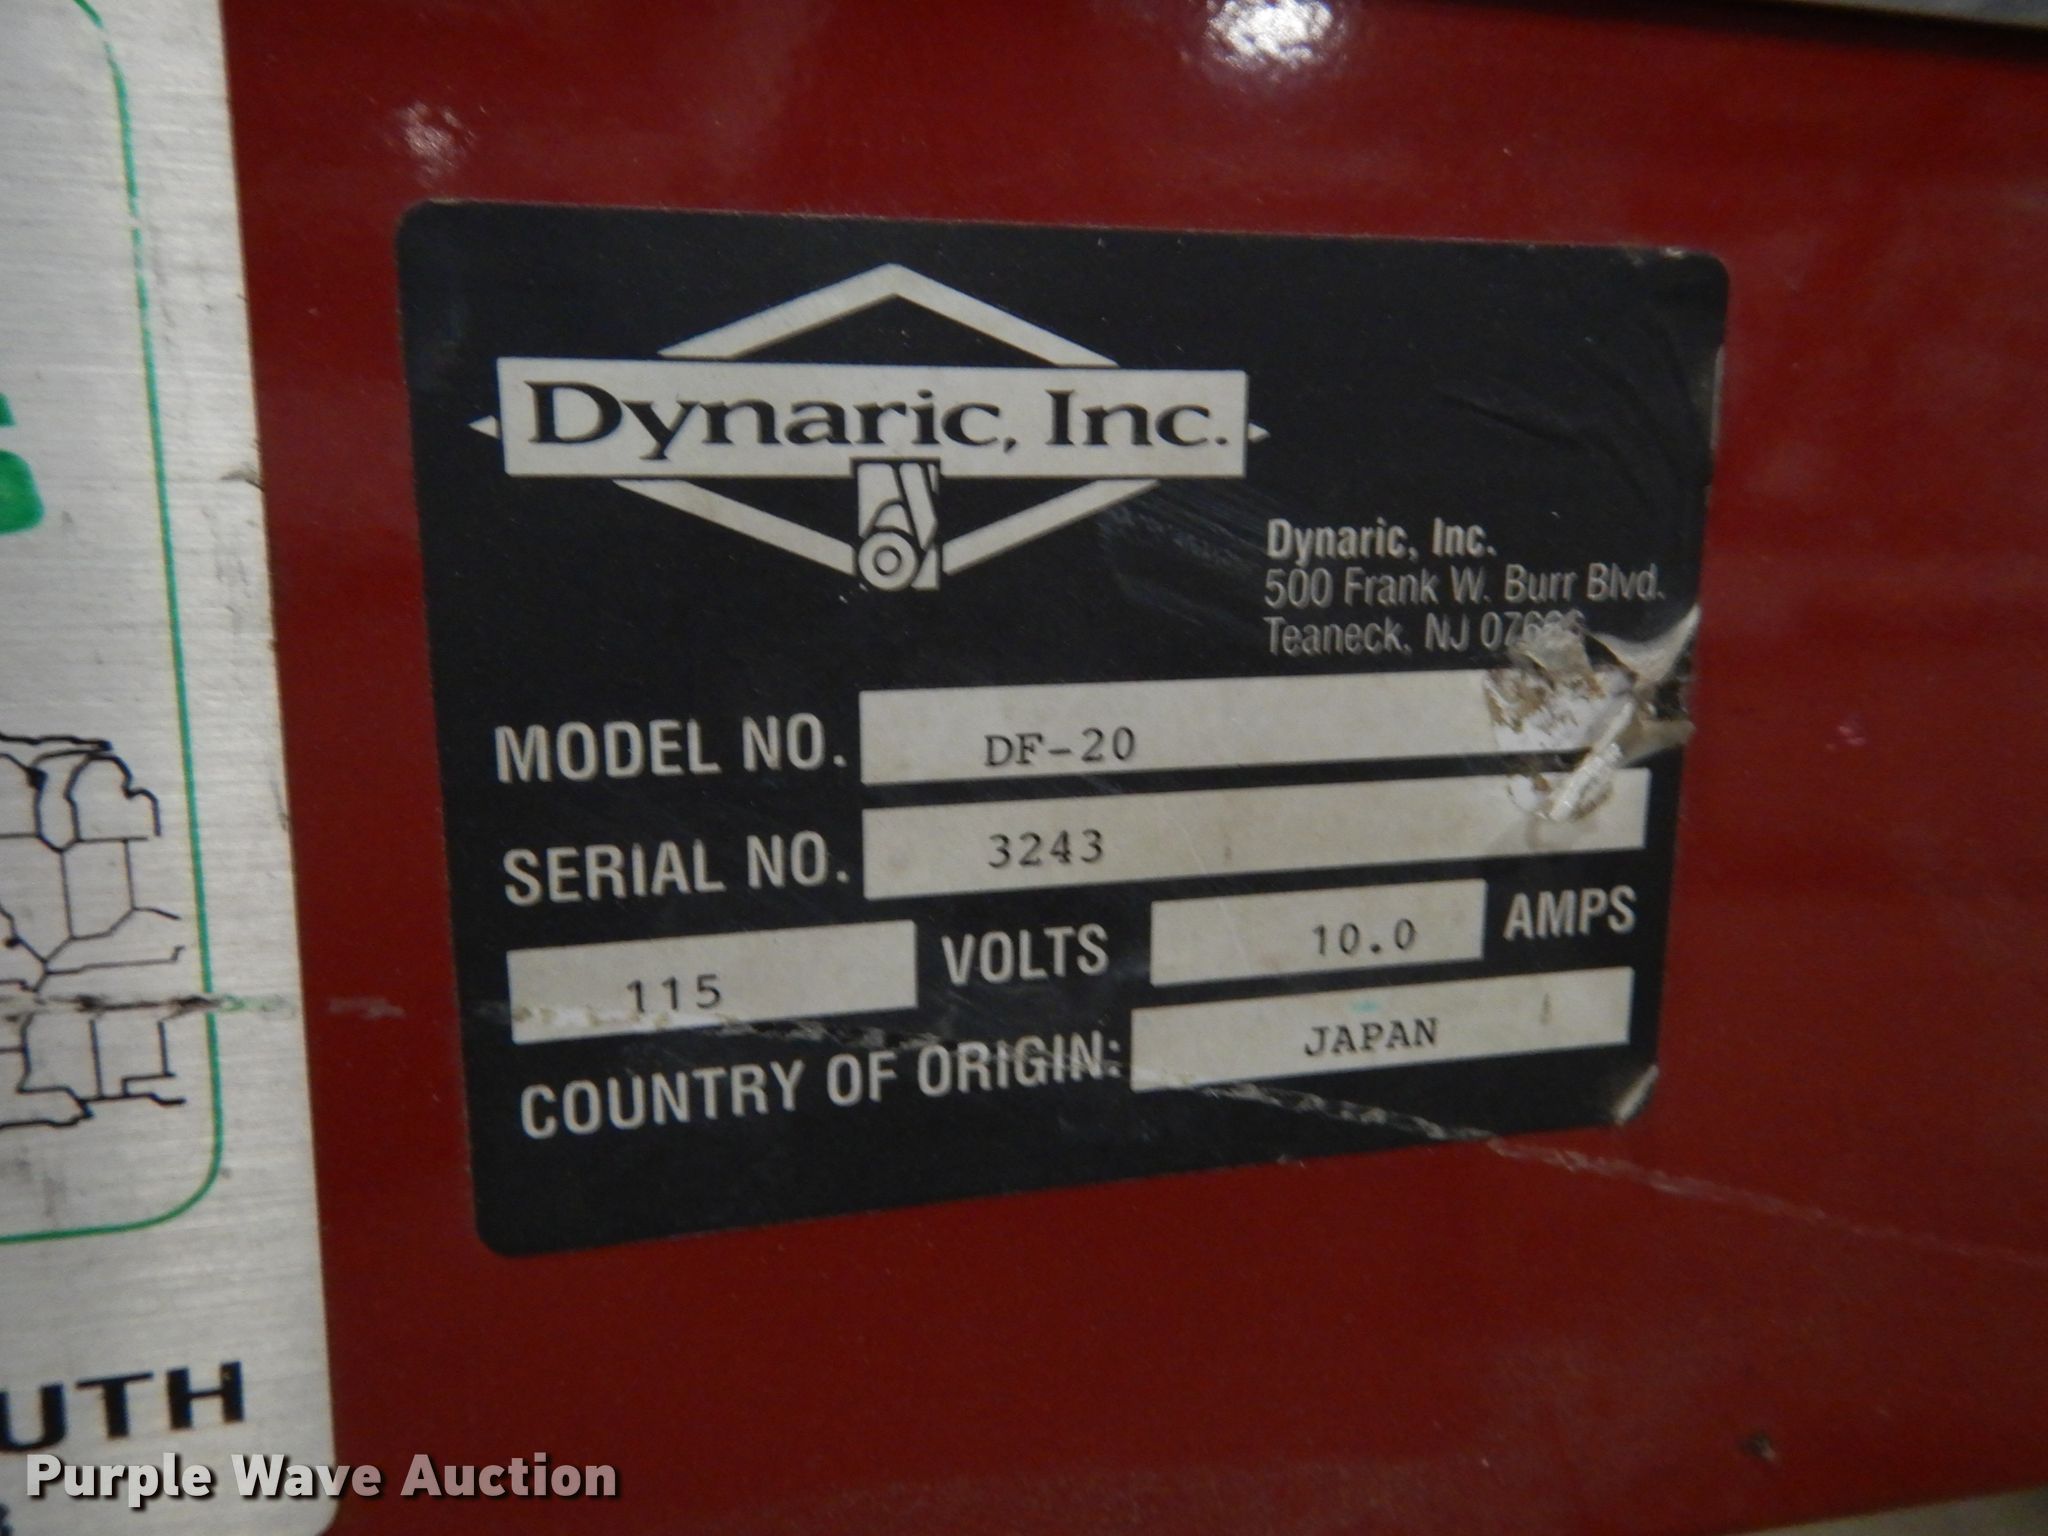 Dynaric, Inc.
Dynaric, Inc.
500 Frank W. Burr Blvd.
Teaneck, NJ
MODEL NO. DF-20
SERIAL NO. 3243
115 VOLTS 10.0 AMPS
COUNTRY OF ORIGIN: JAPAN
UTH
Purple Wave Auction